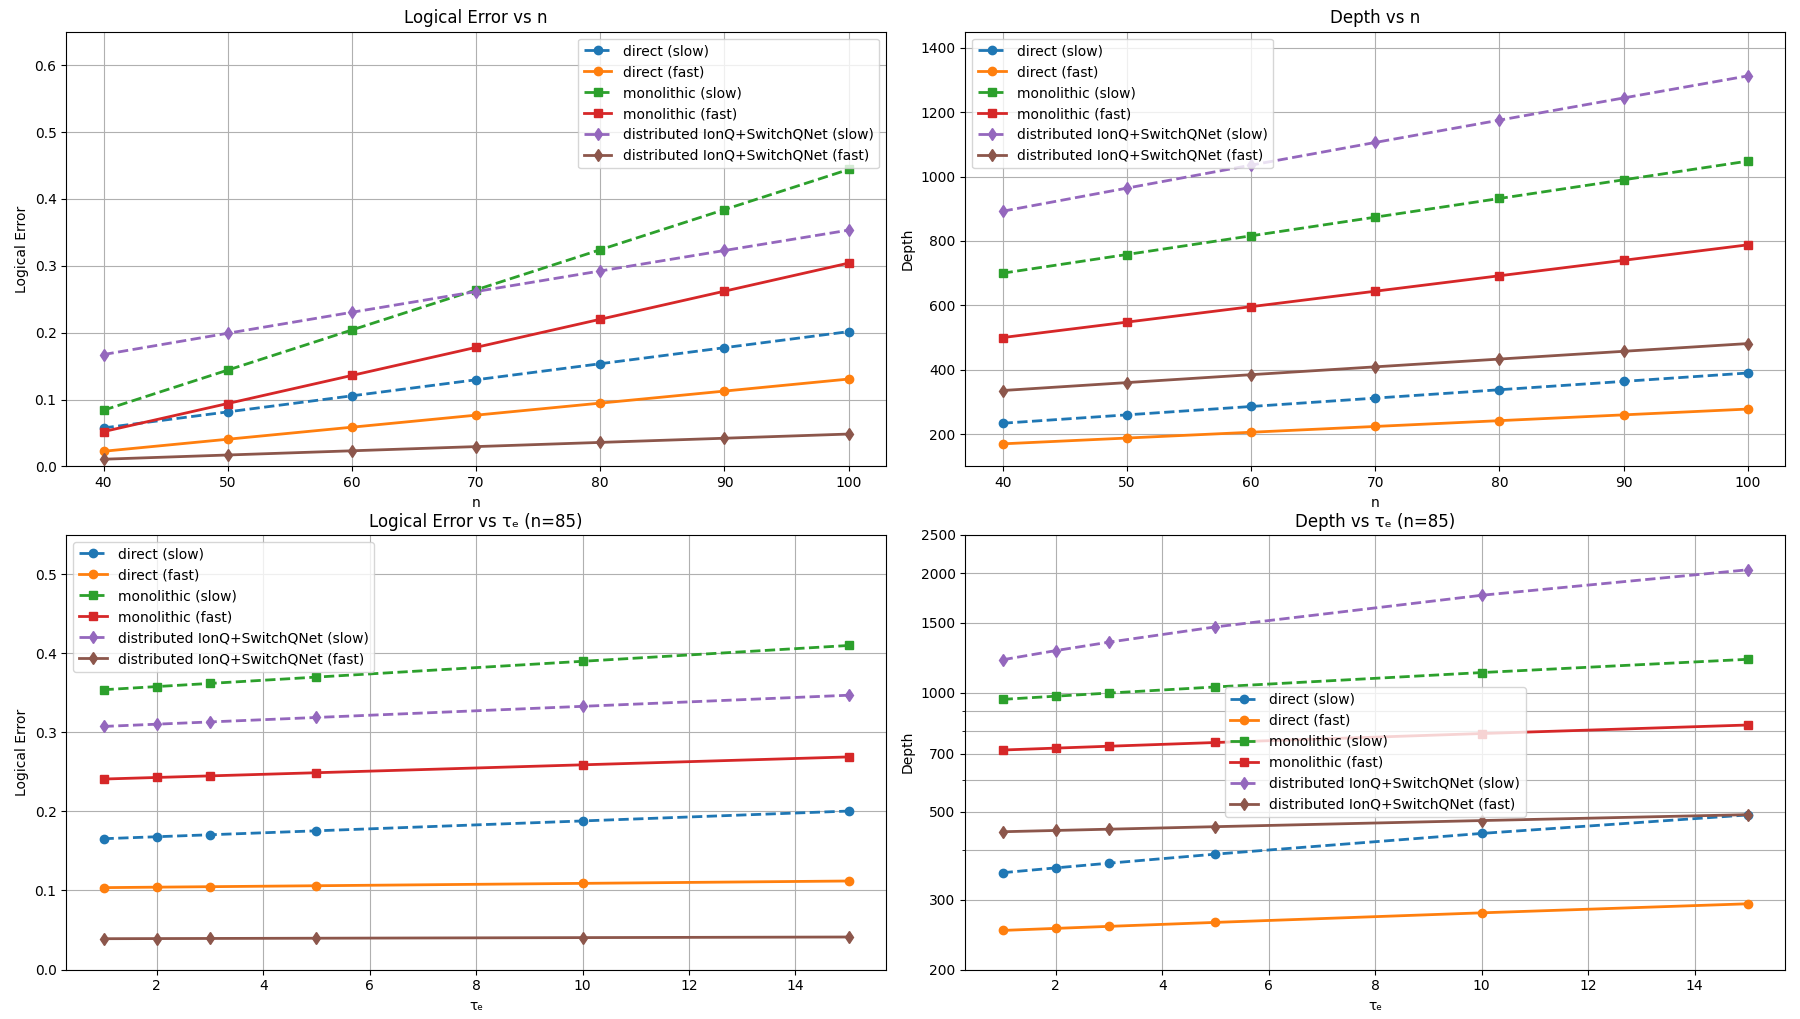 Logical Error vs n
Logical Error
0.6
0.5
0.4
0.3
0.2
0.1
0.0
direct (slow)
direct (fast)
monolithic (slow)
monolithic (fast)
distributed IonQ+SwitchQNet (slow)
distributed IonQ+SwitchQNet (fast)
40 50 60 70 80 90 100
n
Depth vs n
Depth
1400
1200
1000
800
600
400
200
direct (slow)
direct (fast)
monolithic (slow)
monolithic (fast)
distributed IonQ+SwitchQNet (slow)
distributed IonQ+SwitchQNet (fast)
40 50 60 70 80 90 100
n
Logical Error vs τₑ (n=85)
Logical Error
0.5
0.4
0.3
0.2
0.1
0.0
direct (slow)
direct (fast)
monolithic (slow)
monolithic (fast)
distributed IonQ+SwitchQNet (slow)
distributed IonQ+SwitchQNet (fast)
2 4 6 8 10 12 14
τₑ
Depth vs τₑ (n=85)
Depth
2500
2000
1500
1000
700
500
300
200
direct (slow)
direct (fast)
monolithic (slow)
monolithic (fast)
distributed IonQ+SwitchQNet (slow)
distributed IonQ+SwitchQNet (fast)
2 4 6 8 10 12 14
τₑ